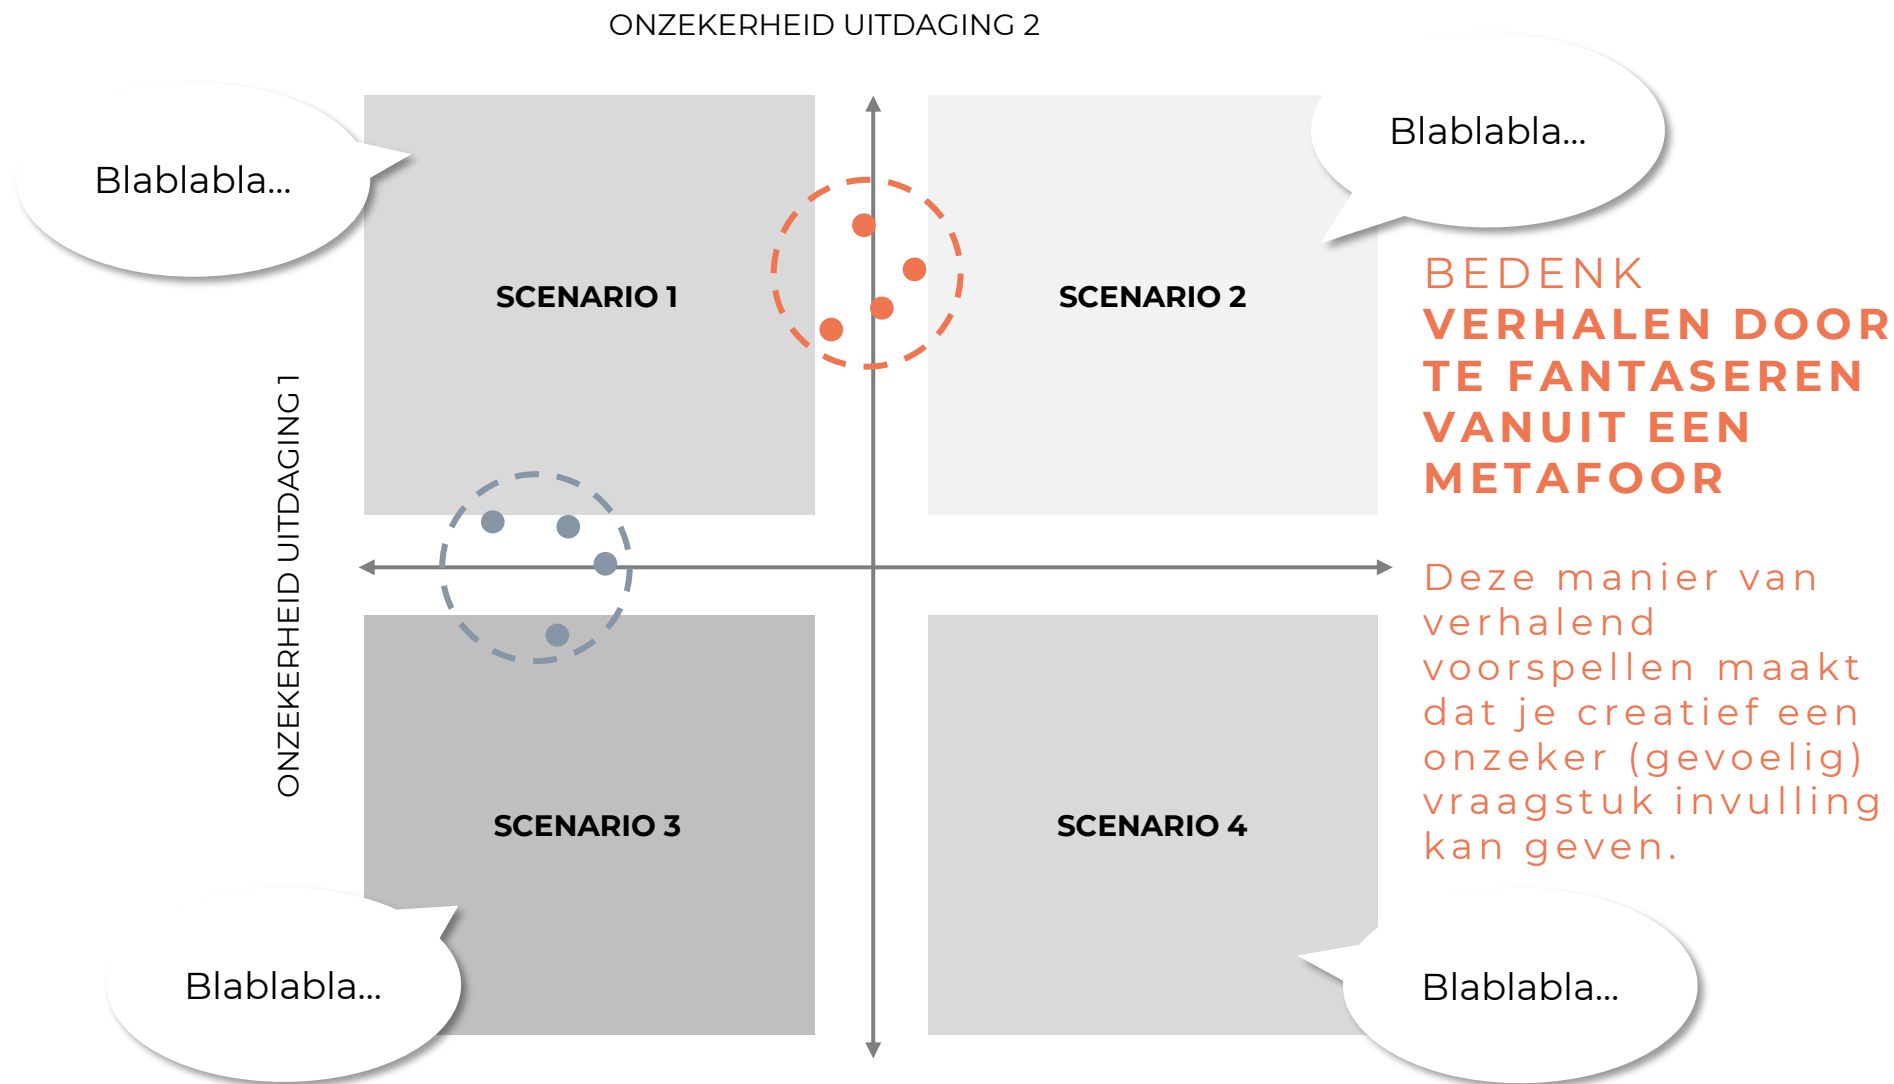 ONZEKERHEID UITDAGING 2
Blablabla...
Blablabla...
SCENARIO 1
SCENARIO 2
ONZEKERHEID UITDAGING 1
SCENARIO 3
SCENARIO 4
Blablabla...
Blablabla...
BEDENK
VERHALEN DOOR
TE FANTASEREN
VANUIT EEN
METAFOOR
Deze manier van
verhalend
voorspellen maakt
dat je creatief een
onzeker (gevoelig)
vraagstuk invulling
kan geven.